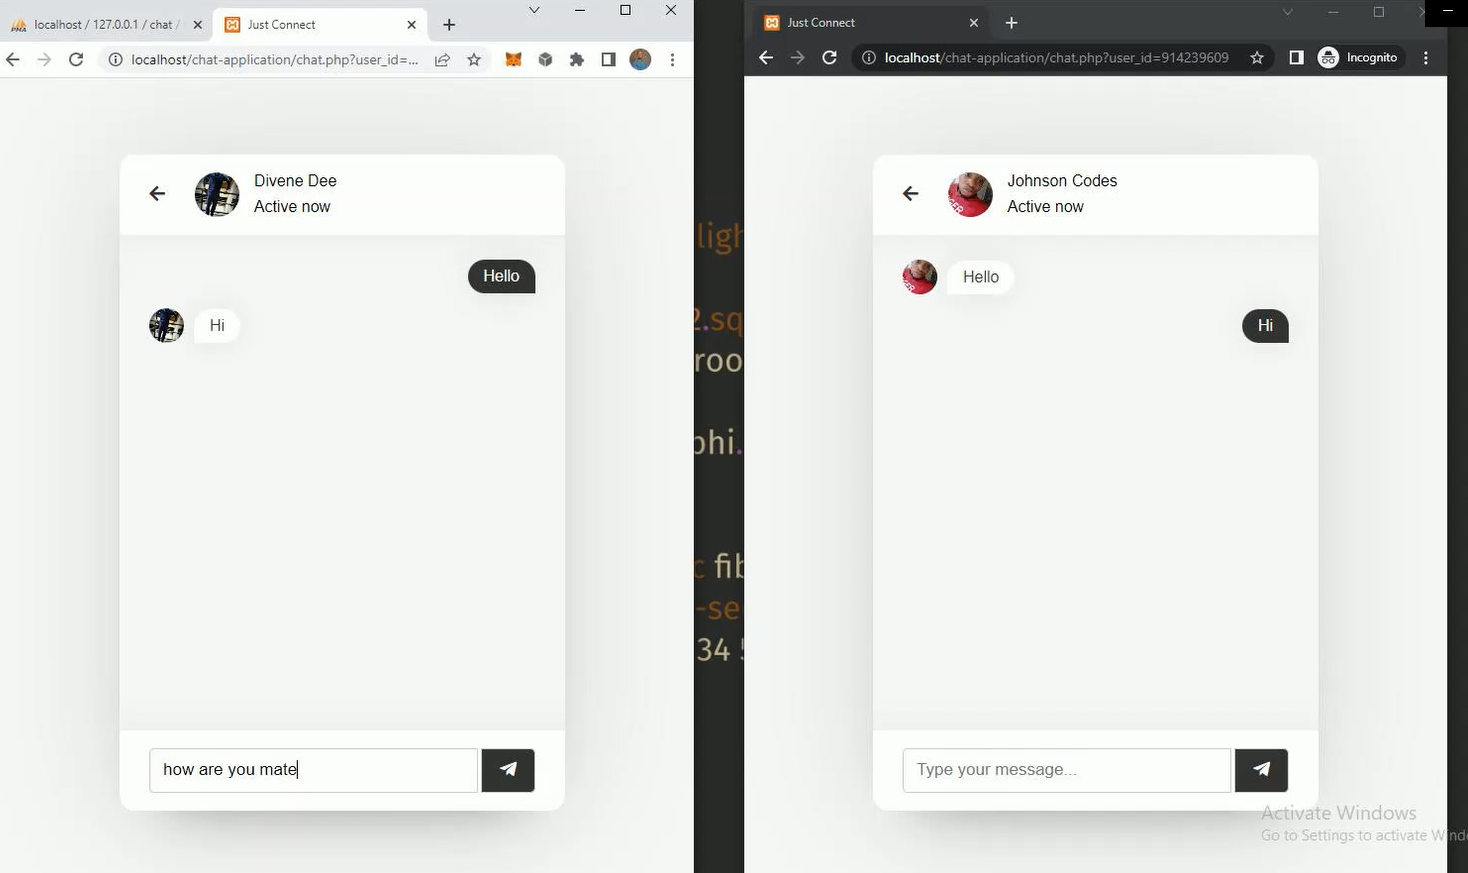 localhost / 127.0.0.1 / chat /
Just Connect
localhost/chat-application/chat.php?user_id=...
Divene Dee
Active now
Hello
Hi
how are you mate
Just Connect
localhost/chat-application/chat.php?user_id=914239609
Incognito
Johnson Codes
Active now
Hello
Hi
Type your message...
Activate Windows
Go to Settings to activate Windo
ligh
2.sq
roo
phi.
c fib
-se
34 5
PMA